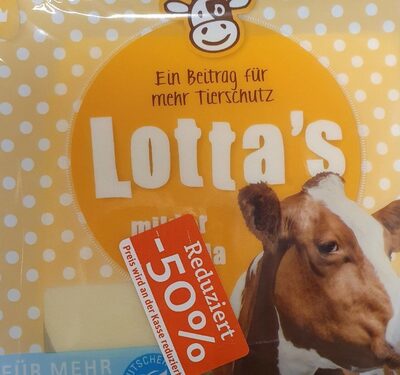 Ein Beitrag für
mehr Tierschutz
Lotta's
Reduziert
-50%
Preis wird an der Kasse reduziert
FÜR MEHR